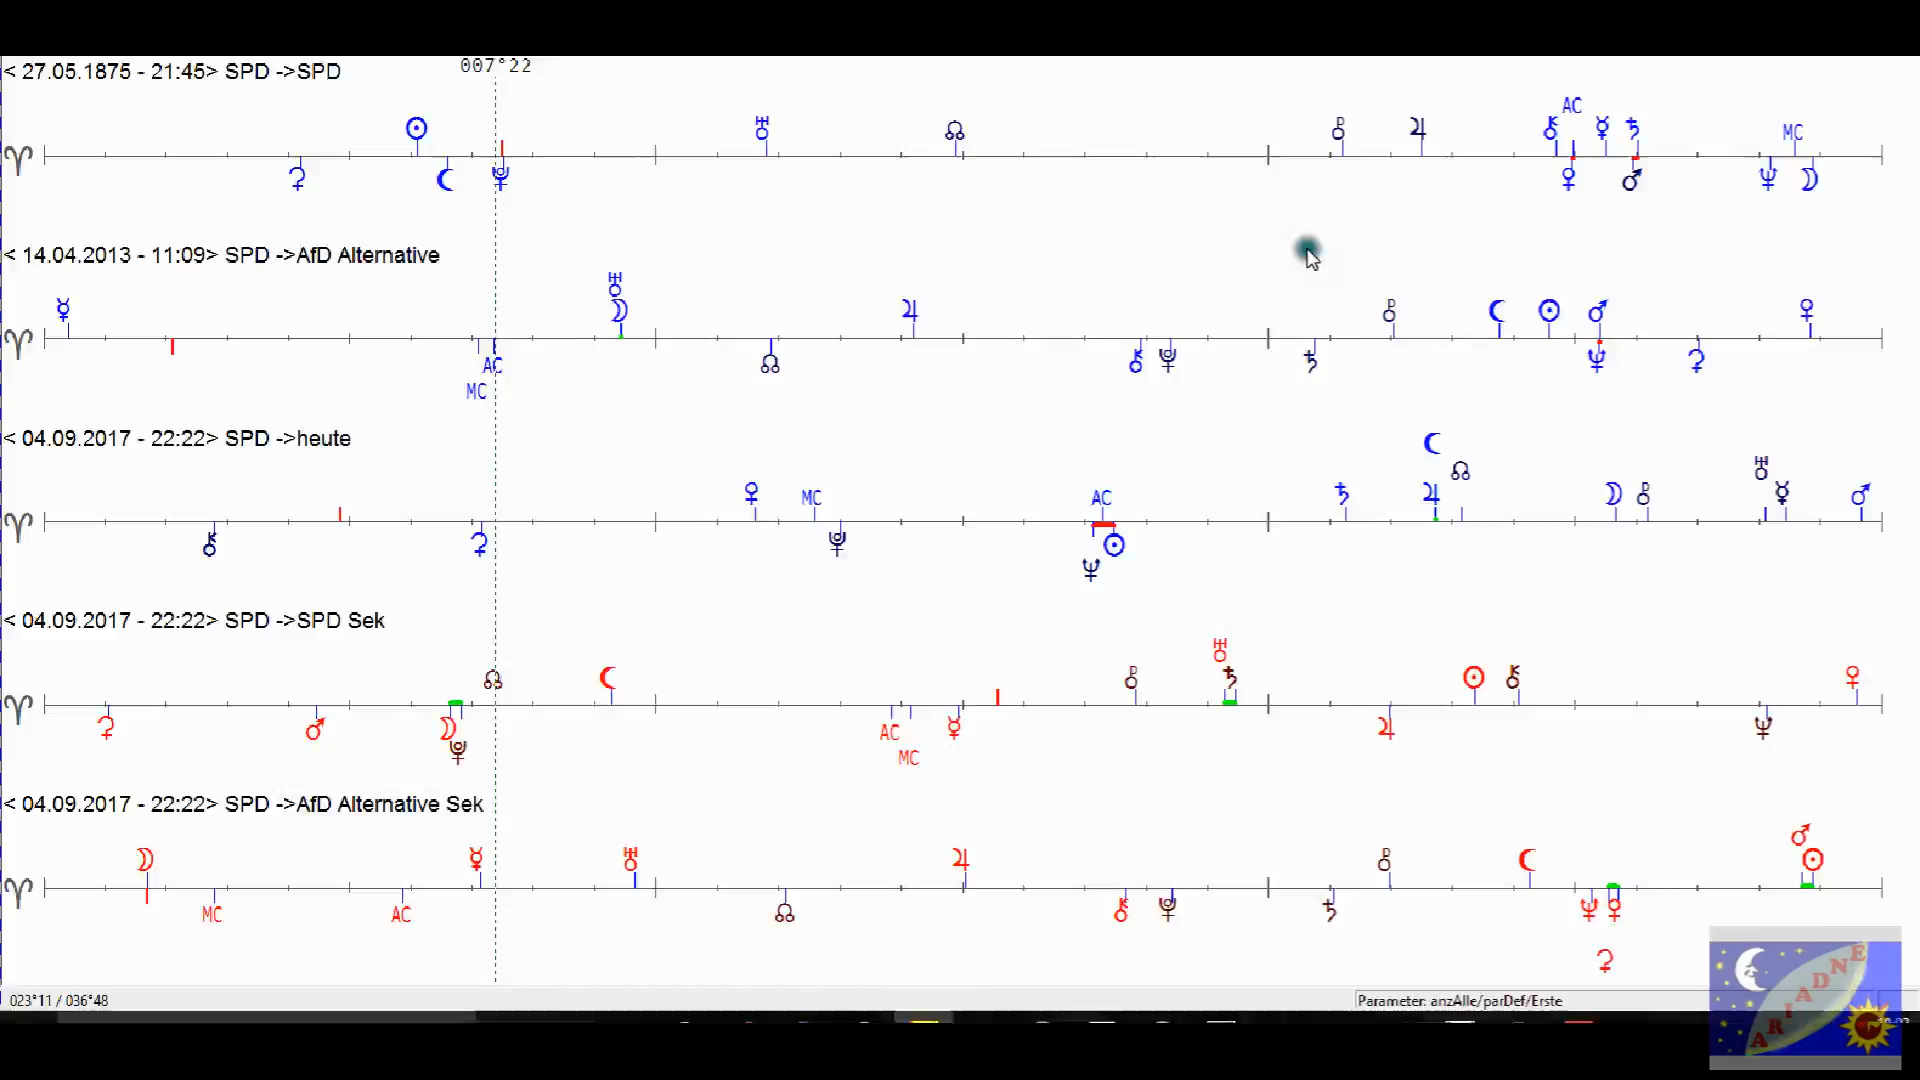 < 27.05.1875 - 21:45> SPD ->SPD
007°22
AC
MC
< 14.04.2013 - 11:09> SPD ->AfD Alternative
AC
MC
< 04.09.2017 - 22:22> SPD ->heute
MC
AC
< 04.09.2017 - 22:22> SPD ->SPD Sek
AC
MC
< 04.09.2017 - 22:22> SPD ->AfD Alternative Sek
MC
AC
ARIADNE
023°11 / 036°48
Parameter: anzAlle/parDef/Erste